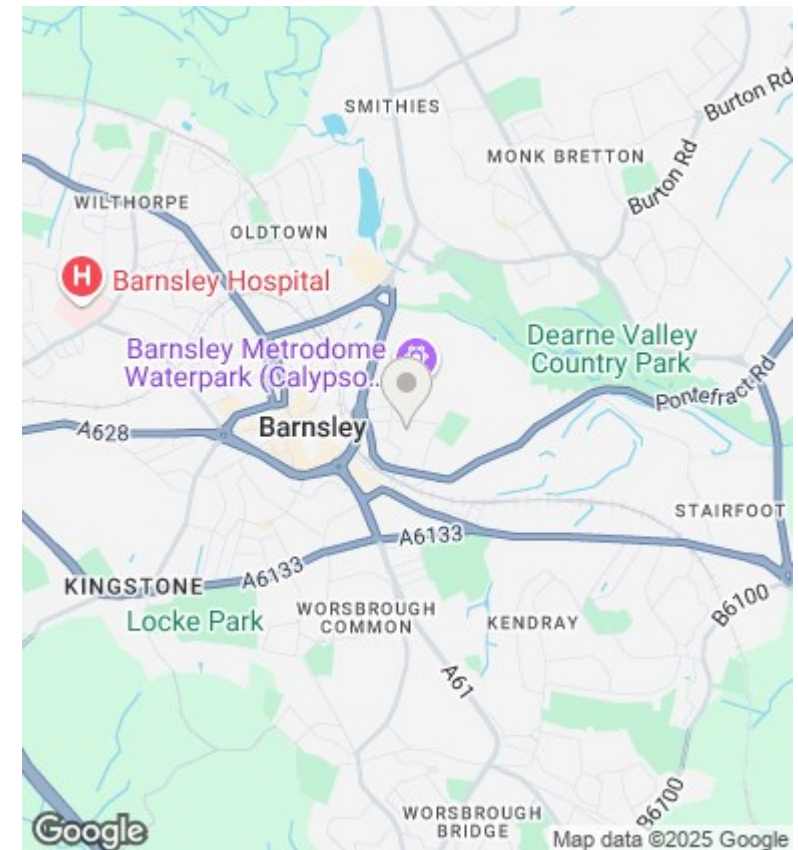 SMITHIES
Burton Rd
MONK BRETTON
WILTHORPE
Burton Rd
OLDTOWN
H
Barnsley Hospital
Barnsley Metrodome
Waterpark (Calypso...
Dearne Valley
Country Park
Pontefract Rd
A628
Barnsley
STAIRFOOT
A6133
A6133
KINGSTONE
B6100
Locke Park
WORSBROUGH
COMMON
KENDRAY
A61
B6100
WORSBROUGH
BRIDGE
Google
Map data ©2025 Google